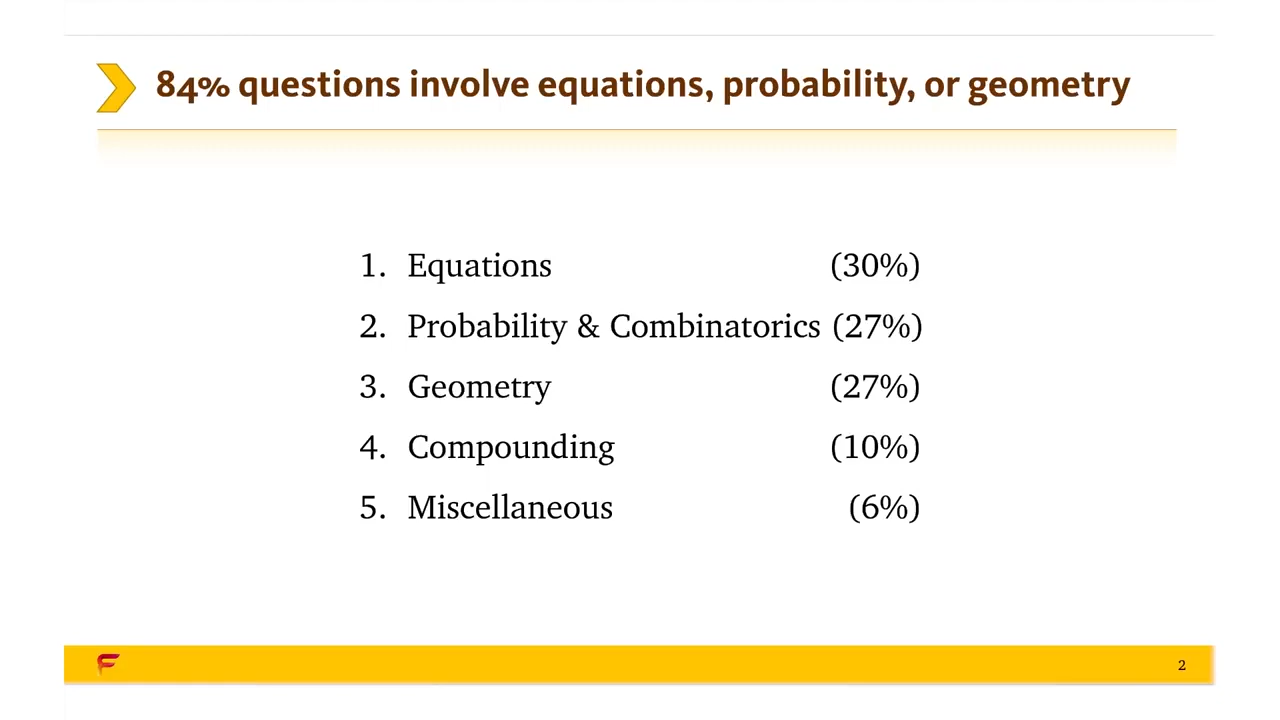 84% questions involve equations, probability, or geometry
1. Equations (30%)
2. Probability & Combinatorics (27%)
3. Geometry (27%)
4. Compounding (10%)
5. Miscellaneous (6%)
2